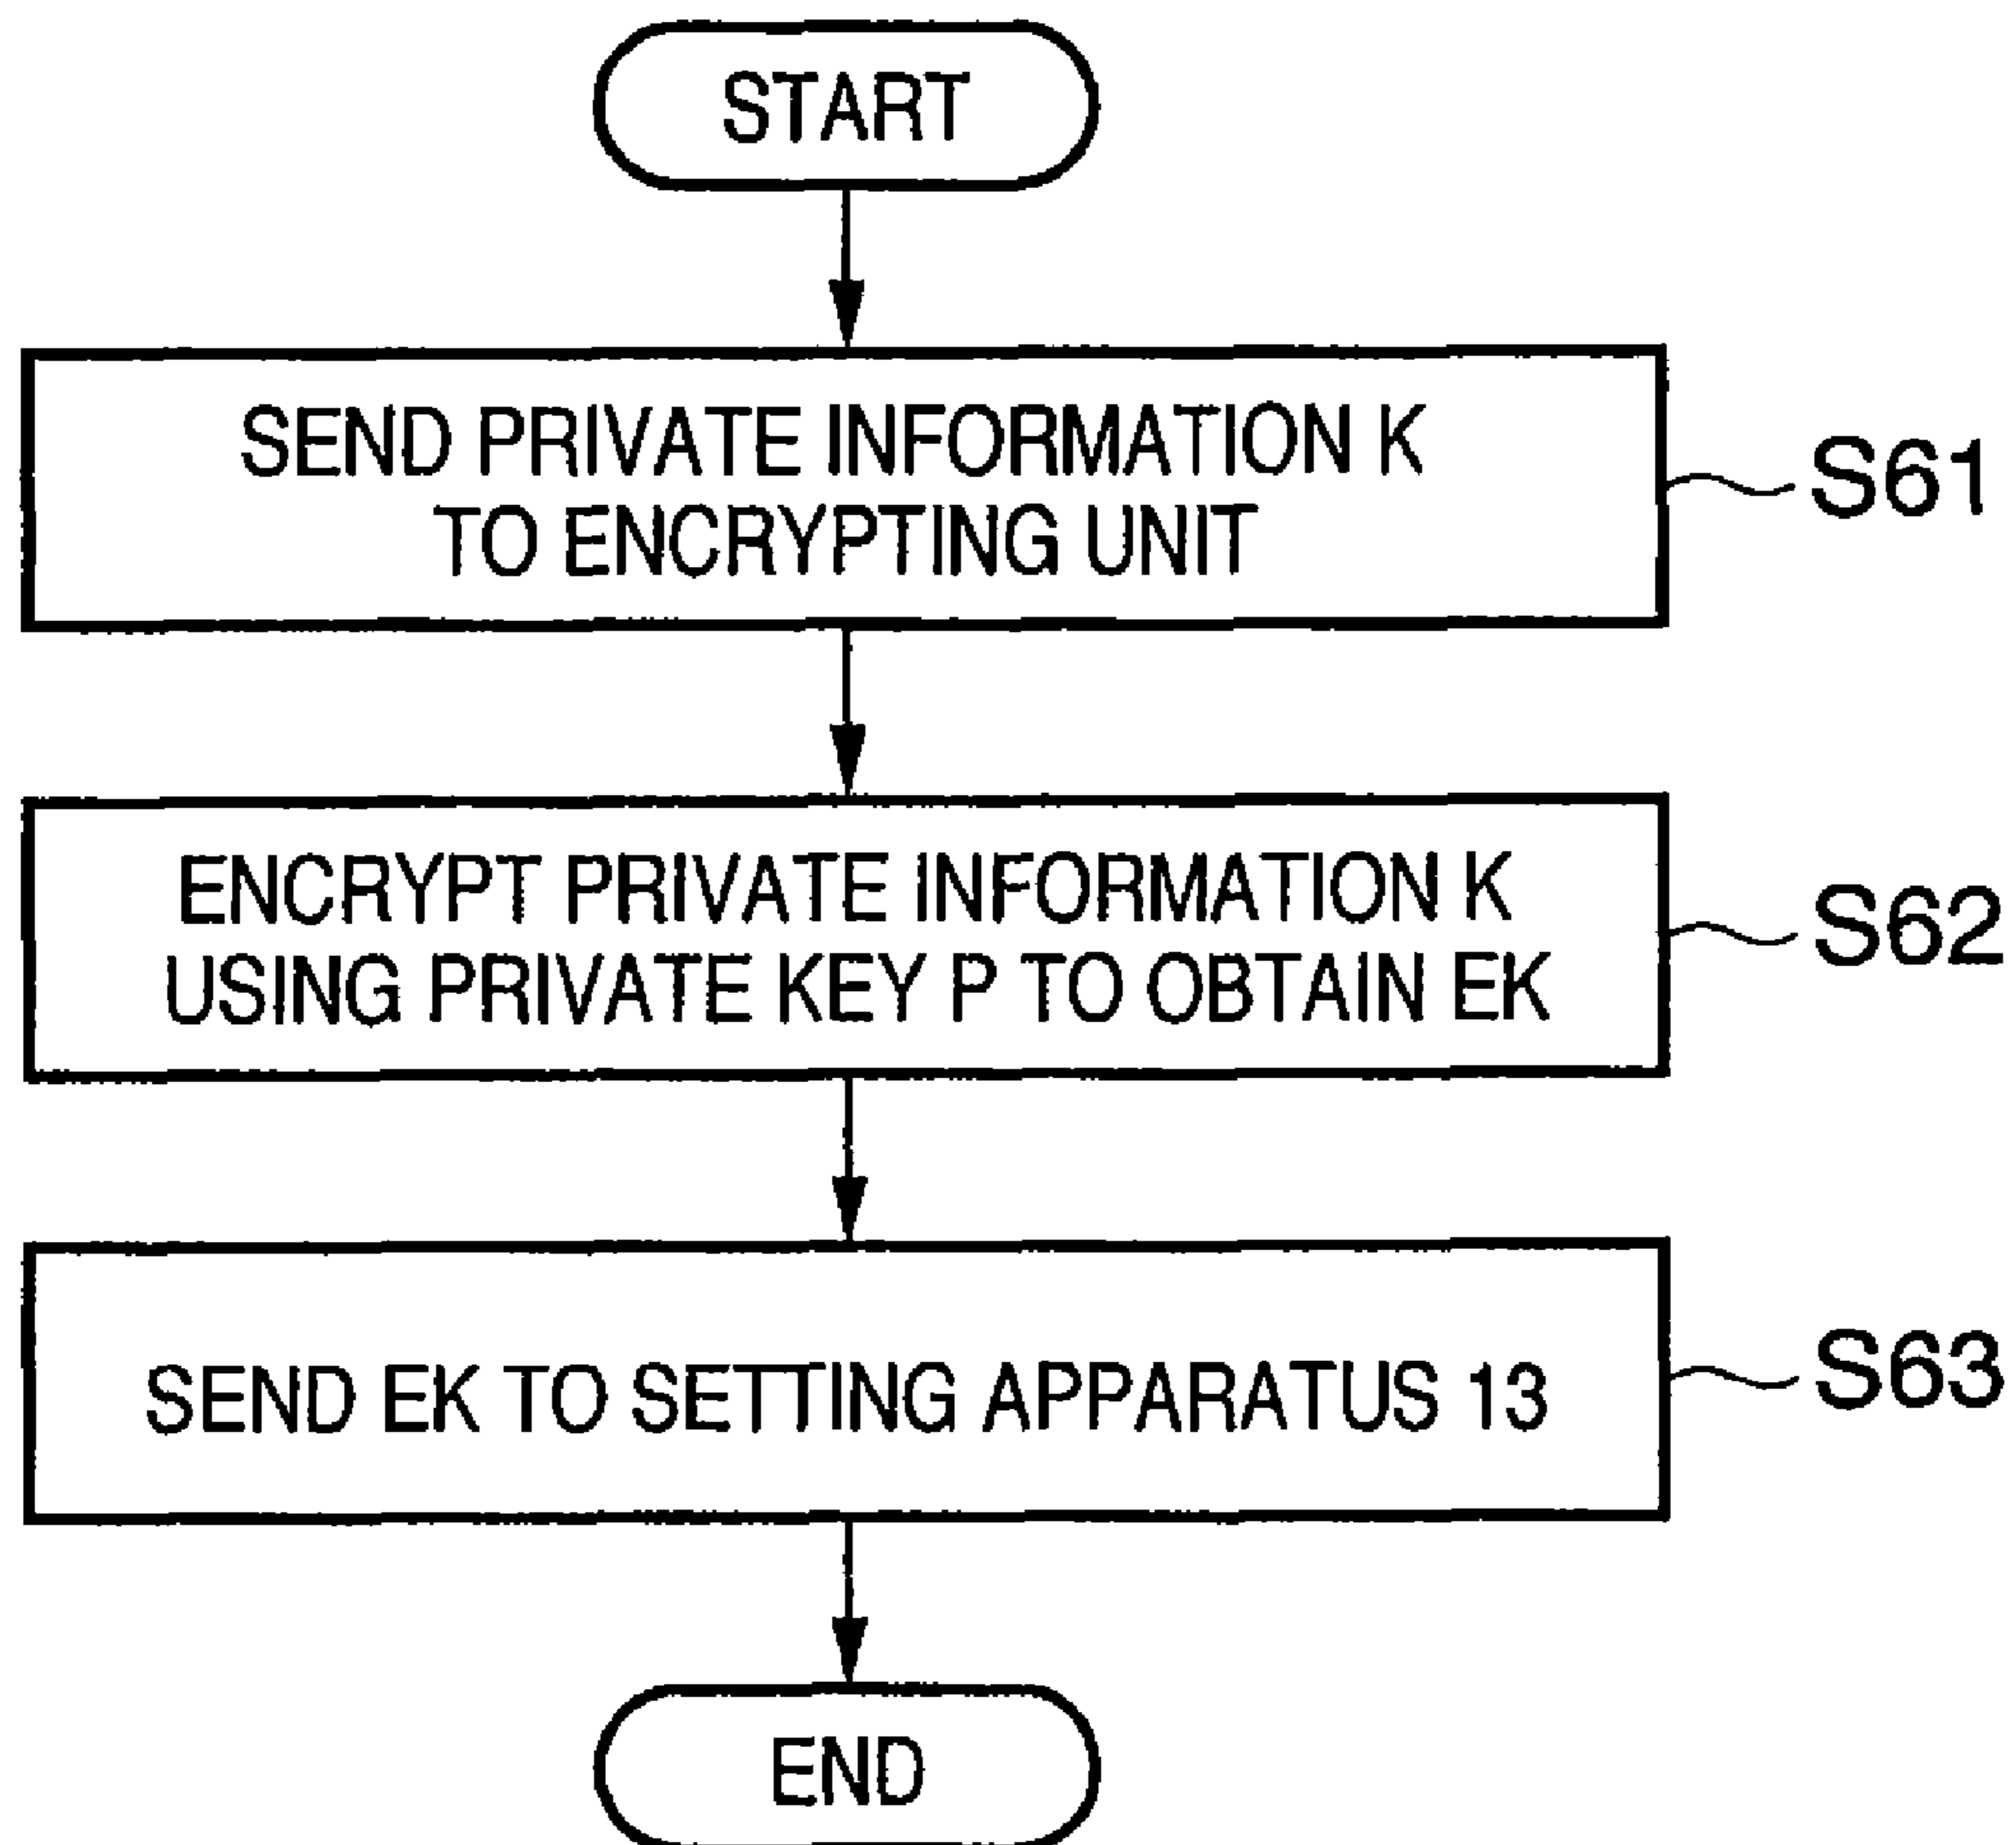 START
SEND PRIVATE INFORMATION K
TO ENCRYPTING UNIT
S61
ENCRYPT PRIVATE INFORMATION K
USING PRIVATE KEY P TO OBTAIN EK
S62
SEND EK TO SETTING APPARATUS 13
S63
END